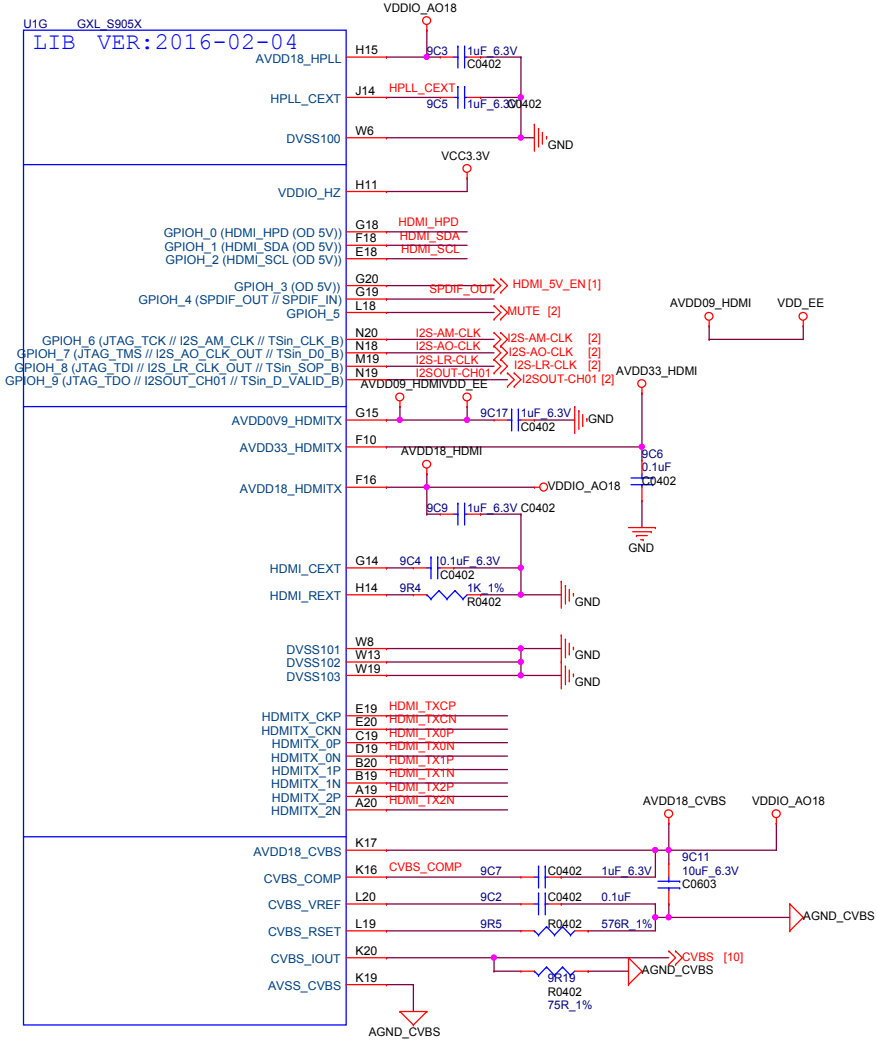 VDDIO_AO18
U1G GXL_S905X
LIB VER:2016-02-04
AVDD18_HPLL H15 9C3 1uF_6.3V C0402
HPLL_CEXT J14 HPLL_CEXT 9C5 1uF_6.3V C0402
DVSS100 W6 GND
VCC3.3V
VDDIO_HZ H11
GPIOH_0 (HDMI_HPD (OD 5V)) G18 HDMI_HPD
GPIOH_1 (HDMI_SDA (OD 5V)) F18 HDMI_SDA
GPIOH_2 (HDMI_SCL (OD 5V)) E18 HDMI_SCL
GPIOH_3 (OD 5V)) G20 HDMI_5V_EN [1]
GPIOH_4 (SPDIF_OUT // SPDIF_IN) G19 SPDIF_OUT
GPIOH_5 L18 MUTE [2]
AVDD09_HDMI VDD_EE
GPIOH_6 (JTAG_TCK // I2S_AM_CLK // TSin_CLK_B) N20 I2S-AM-CLK I2S-AM-CLK [2]
GPIOH_7 (JTAG_TMS // I2S_AO_CLK_OUT // TSin_D0_B) N18 I2S-AO-CLK I2S-AO-CLK [2]
GPIOH_8 (JTAG_TDI // I2S_LR_CLK_OUT // TSin_SOP_B) M19 I2S-LR-CLK I2S-LR-CLK [2]
GPIOH_9 (JTAG_TDO // I2SOUT_CH01 // TSin_D_VALID_B) N19 I2SOUT-CH01 I2SOUT-CH01 [2]
AVDD33_HDMI
AVDD09_HDMI VDD_EE
AVDD0V9_HDMITX G15 9C17 1uF_6.3V C0402 GND
AVDD33_HDMITX F10
9C6
0.1uF
C0402
GND
AVDD18_HDMI
AVDD18_HDMITX F16 VDDIO_AO18
9C9 1uF_6.3V C0402
HDMI_CEXT G14 9C4 0.1uF_6.3V C0402
HDMI_REXT H14 9R4 1K_1% R0402 GND
DVSS101 W8 GND
DVSS102 W13
DVSS103 W19 GND
HDMITX_CKP E19 HDMI_TXCP
HDMITX_CKN E20 HDMI_TXCN
HDMITX_0P C19 HDMI_TX0P
HDMITX_0N D19 HDMI_TX0N
HDMITX_1P B20 HDMI_TX1P
HDMITX_1N B19 HDMI_TX1N
HDMITX_2P A19 HDMI_TX2P
HDMITX_2N A20 HDMI_TX2N
AVDD18_CVBS VDDIO_AO18
AVDD18_CVBS K17
9C11
10uF_6.3V
C0603
CVBS_COMP K16 CVBS_COMP 9C7 C0402 1uF_6.3V
CVBS_VREF L20 9C2 C0402 0.1uF
AGND_CVBS
CVBS_RSET L19 9R5 R0402 576R_1%
CVBS_IOUT K20 CVBS [10]
AGND_CVBS
9R19
R0402
75R_1%
AVSS_CVBS K19
AGND_CVBS